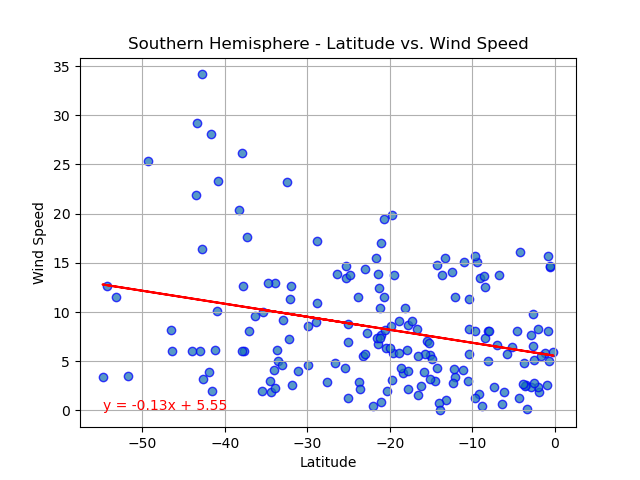 Southern Hemisphere - Latitude vs. Wind Speed
35
30
25
20
15
10
5
0
Wind Speed
y = -0.13x + 5.55
−50 −40 −30 −20 −10 0
Latitude